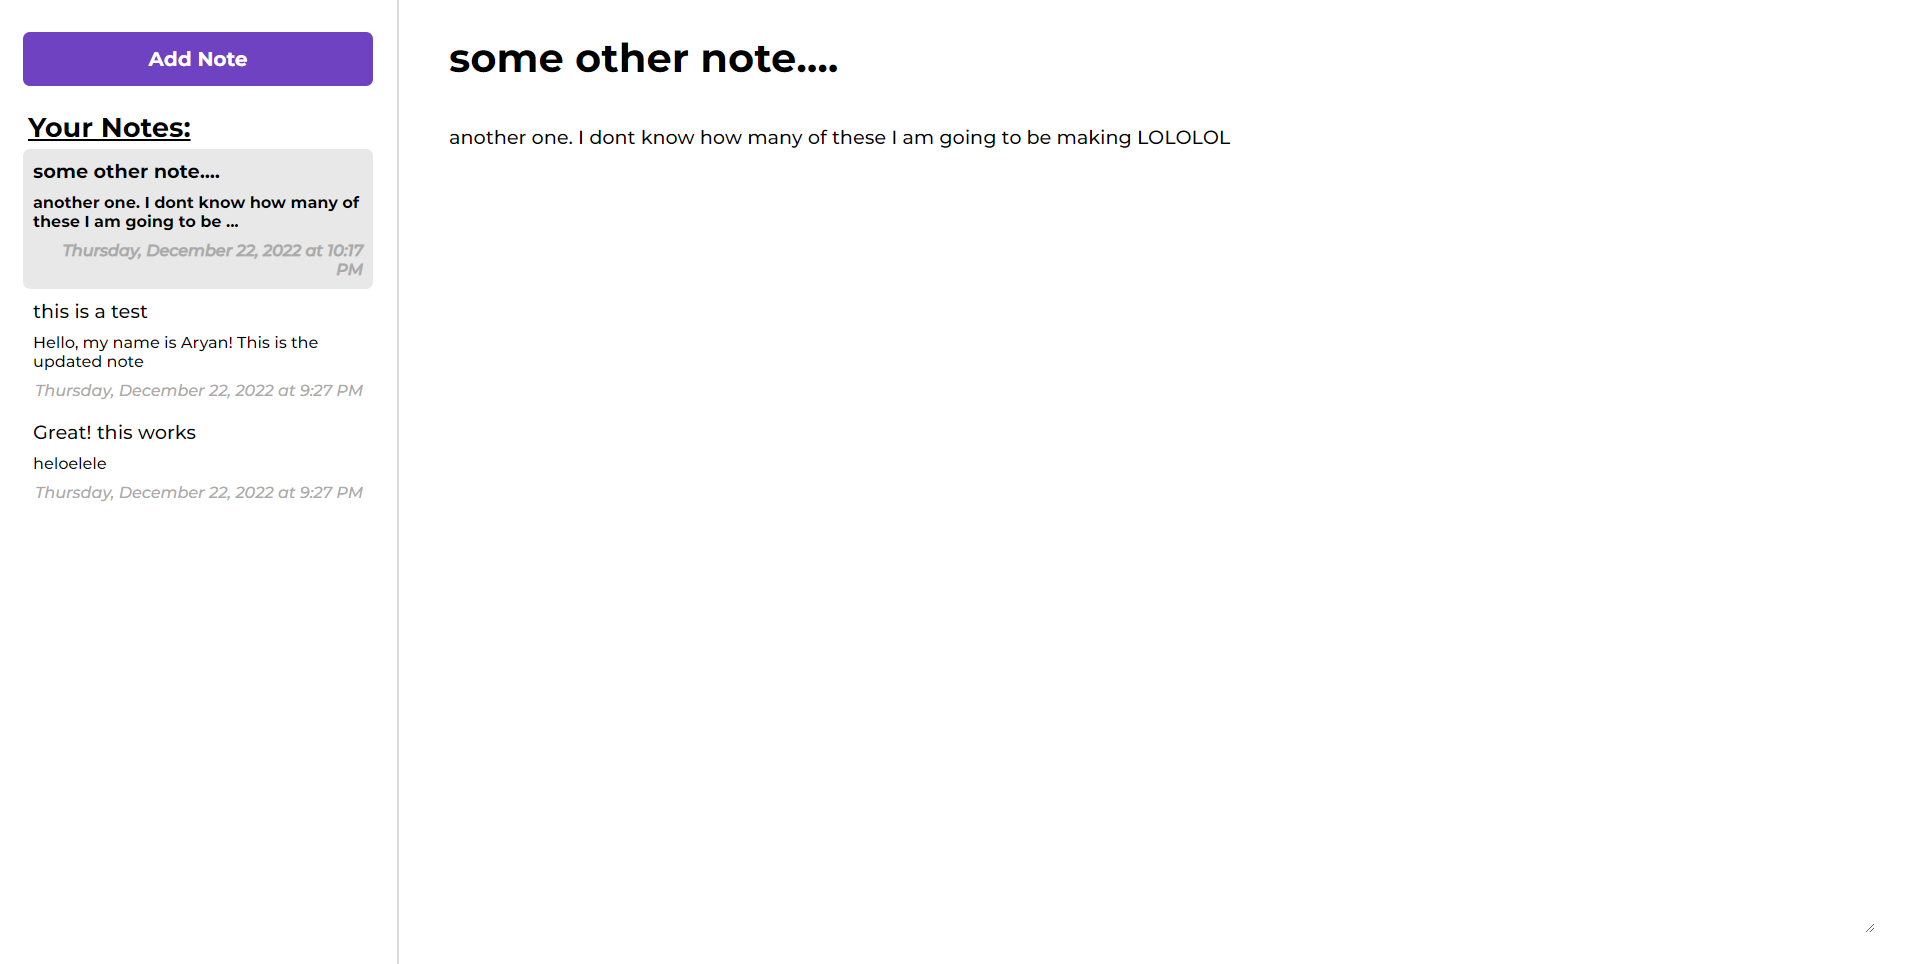 Add Note
Your Notes:
some other note....
another one. I dont know how many of
these I am going to be ...
Thursday, December 22, 2022 at 10:17
PM
this is a test
Hello, my name is Aryan! This is the
updated note
Thursday, December 22, 2022 at 9:27 PM
Great! this works
heloelele
Thursday, December 22, 2022 at 9:27 PM
some other note....
another one. I dont know how many of these I am going to be making LOLOLOL